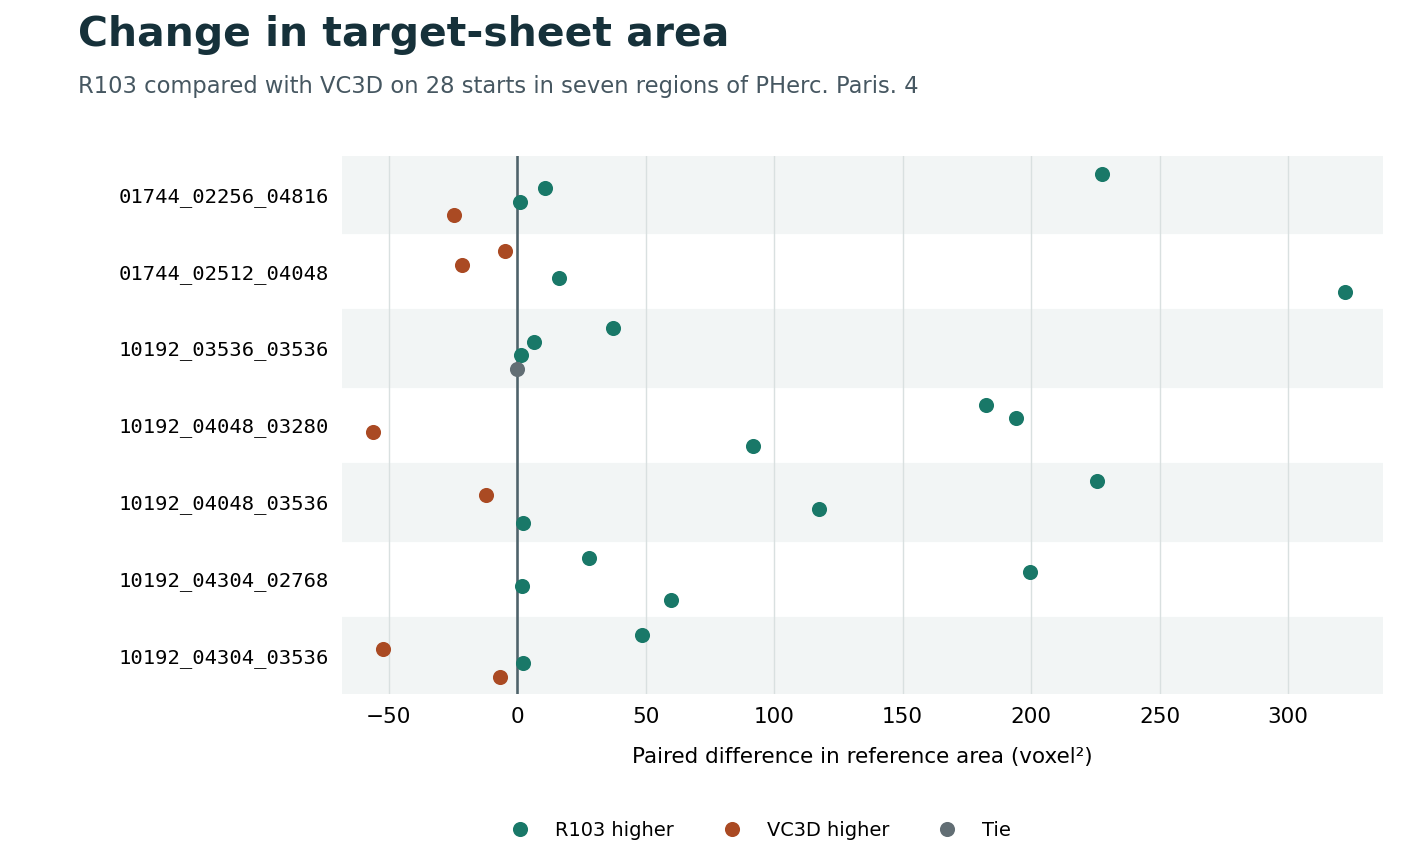 Change in target-sheet area
R103 compared with VC3D on 28 starts in seven regions of PHerc. Paris. 4
01744_02256_04816
01744_02512_04048
10192_03536_03536
10192_04048_03280
10192_04048_03536
10192_04304_02768
10192_04304_03536
−50 0 50 100 150 200 250 300
Paired difference in reference area (voxel²)
R103 higher VC3D higher Tie